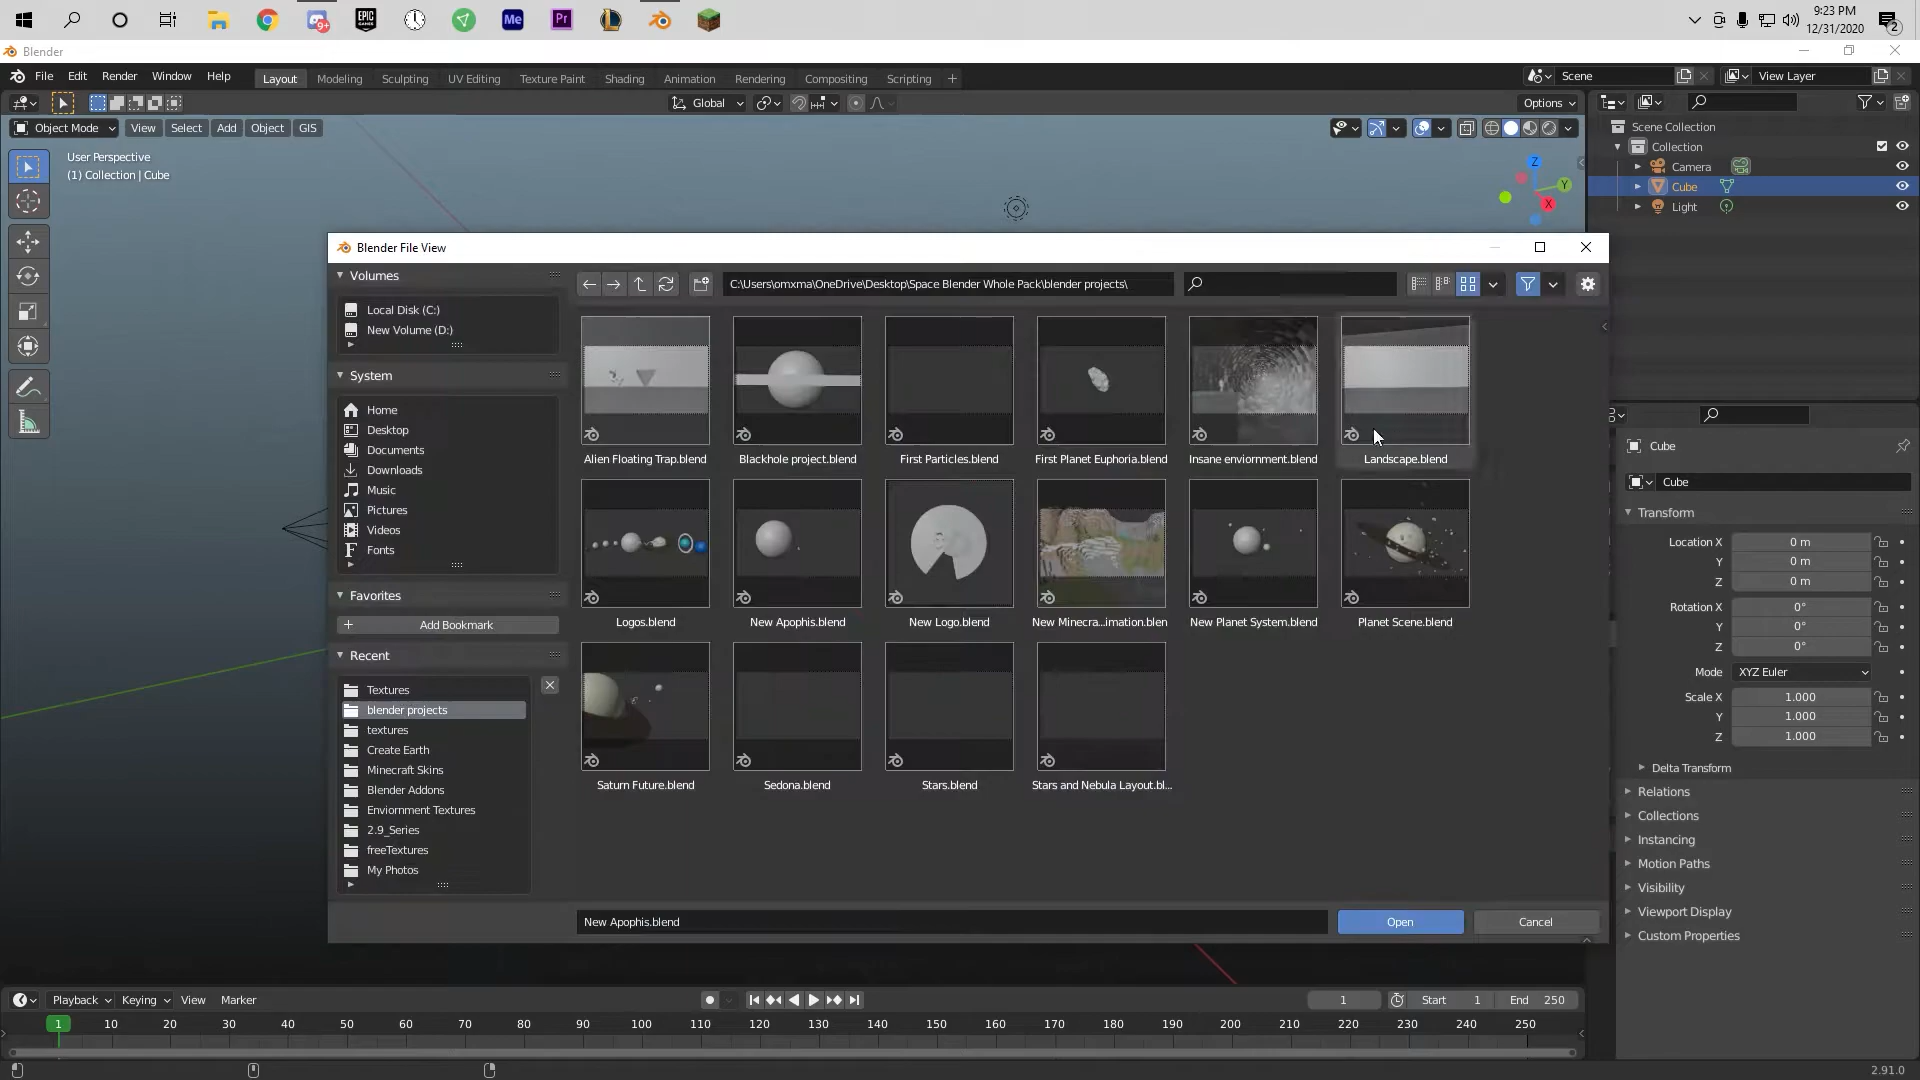 9:23 PM
12/31/2020
9+
EPIC GAMES
Me
Pr
2
Blender
File Edit Render Window Help Layout Modeling Sculpting UV Editing Texture Paint Shading Animation Rendering Compositing Scripting + Scene View Layer
Global Options
Object Mode View Select Add Object GIS
Scene Collection
Collection
Camera
Cube
Light
User Perspective
(1) Collection | Cube
Z
Y
X
Blender File View
Volumes
C:\Users\omxma\OneDrive\Desktop\Space Blender Whole Pack\blender projects\
Local Disk (C:)
New Volume (D:)
System
Home
Desktop
Documents
Downloads
Music
Pictures
Videos
Fonts
Favorites
Add Bookmark
Recent
Textures
blender projects
textures
Create Earth
Minecraft Skins
Blender Addons
Enviornment Textures
2.9_Series
freeTextures
My Photos
Alien Floating Trap.blend Blackhole project.blend First Particles.blend First Planet Euphoria.blend Insane enviornment.blend Landscape.blend
Logos.blend New Apophis.blend New Logo.blend New Minecra...imation.blen New Planet System.blend Planet Scene.blend
Saturn Future.blend Sedona.blend Stars.blend Stars and Nebula Layout.bl...
New Apophis.blend Open Cancel
Cube
Cube
Transform
Location X 0 m
Y 0 m
Z 0 m
Rotation X 0°
Y 0°
Z 0°
Mode XYZ Euler
Scale X 1.000
Y 1.000
Z 1.000
Delta Transform
Relations
Collections
Instancing
Motion Paths
Visibility
Viewport Display
Custom Properties
Playback Keying View Marker 1 Start 1 End 250
1 10 20 30 40 50 60 70 80 90 100 110 120 130 140 150 160 170 180 190 200 210 220 230 240 250
2.91.0